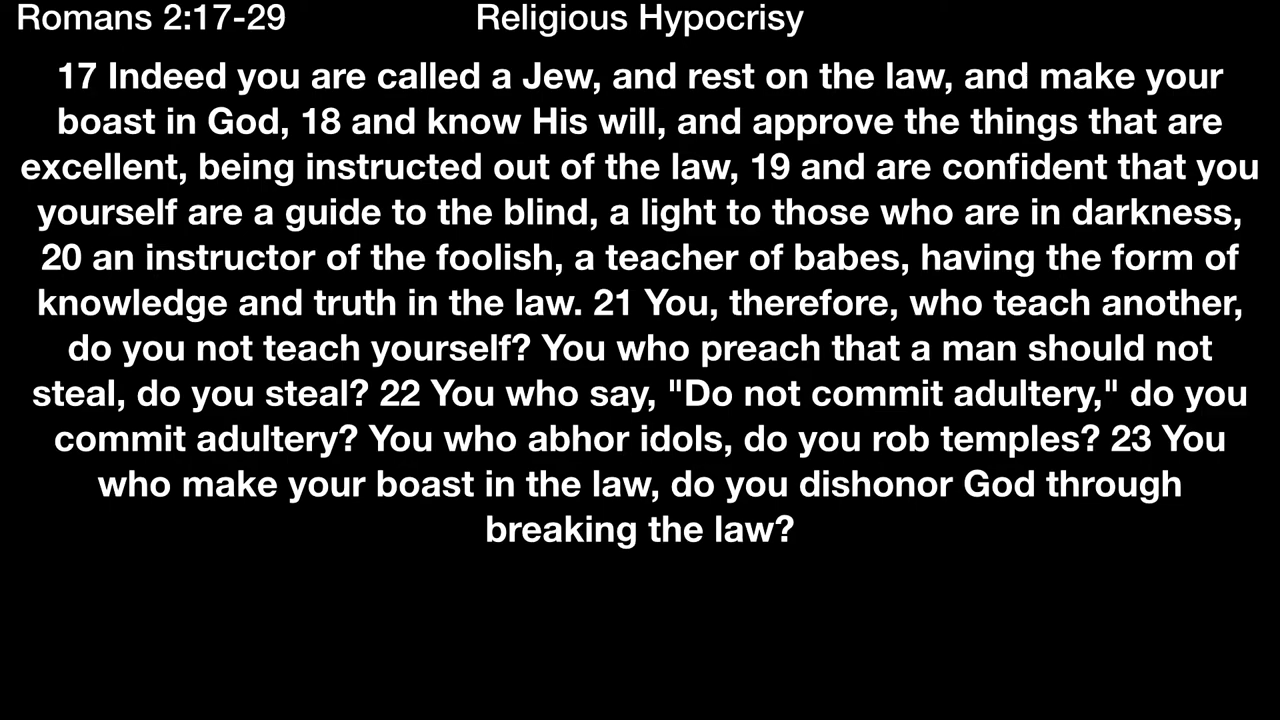 Romans 2:17-29 Religious Hypocrisy
17 Indeed you are called a Jew, and rest on the law, and make your
boast in God, 18 and know His will, and approve the things that are
excellent, being instructed out of the law, 19 and are confident that you
yourself are a guide to the blind, a light to those who are in darkness,
20 an instructor of the foolish, a teacher of babes, having the form of
knowledge and truth in the law. 21 You, therefore, who teach another,
do you not teach yourself? You who preach that a man should not
steal, do you steal? 22 You who say, "Do not commit adultery," do you
commit adultery? You who abhor idols, do you rob temples? 23 You
who make your boast in the law, do you dishonor God through
breaking the law?